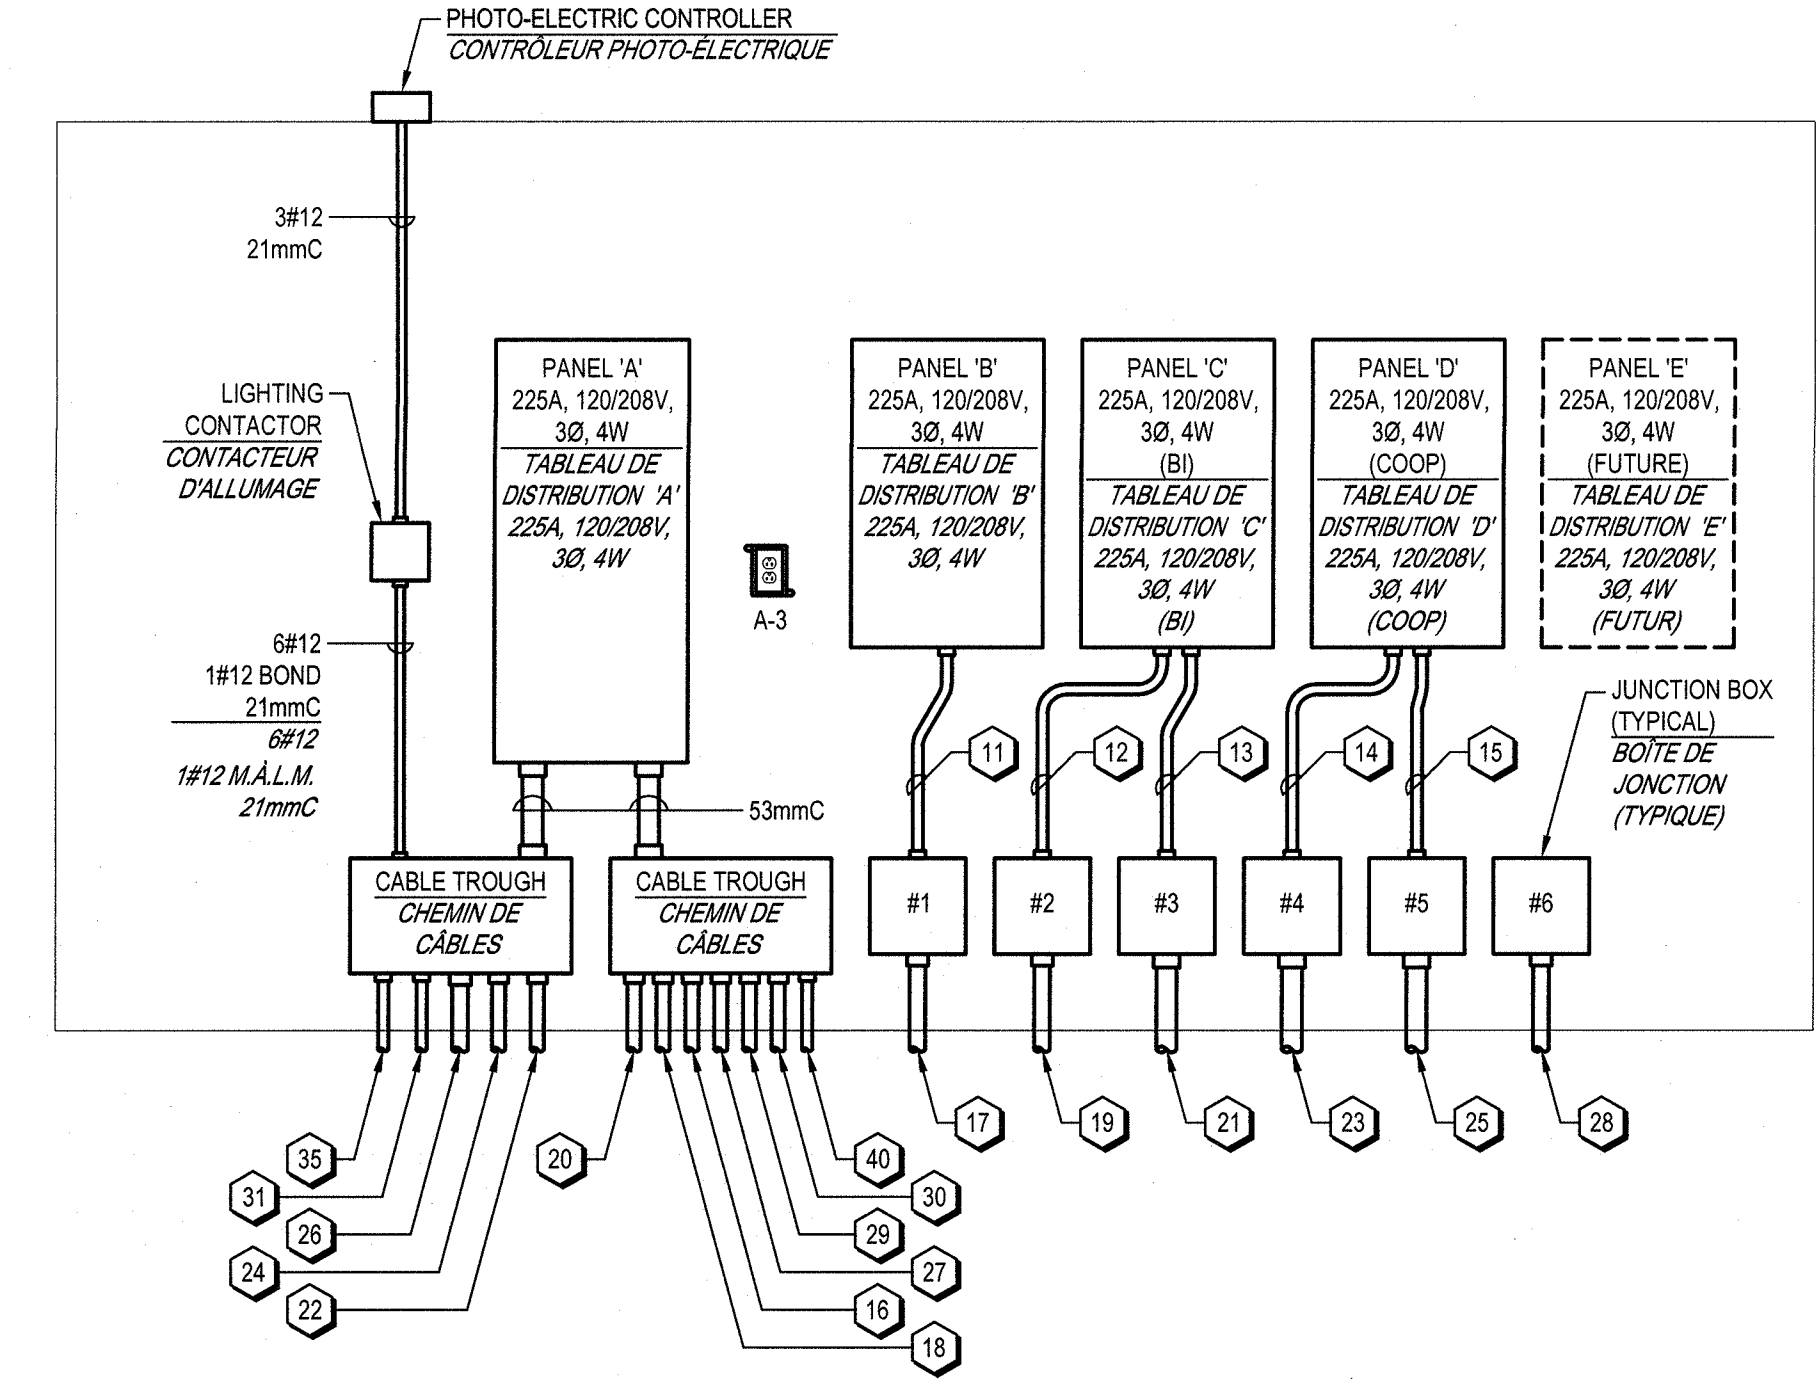 PHOTO-ELECTRIC CONTROLLER
CONTRÔLEUR PHOTO-ÉLECTRIQUE
3#12
21mmC
LIGHTING
CONTACTOR
CONTACTEUR
D'ALLUMAGE
6#12
1#12 BOND
21mmC
6#12
1#12 M.À.L.M.
21mmC
PANEL 'A'
225A, 120/208V,
3Ø, 4W
TABLEAU DE
DISTRIBUTION 'A'
225A, 120/208V,
3Ø, 4W
A-3
PANEL 'B'
225A, 120/208V,
3Ø, 4W
TABLEAU DE
DISTRIBUTION 'B'
225A, 120/208V,
3Ø, 4W
PANEL 'C'
225A, 120/208V,
3Ø, 4W
(BI)
TABLEAU DE
DISTRIBUTION 'C'
225A, 120/208V,
3Ø, 4W
(BI)
PANEL 'D'
225A, 120/208V,
3Ø, 4W
(COOP)
TABLEAU DE
DISTRIBUTION 'D'
225A, 120/208V,
3Ø, 4W
(COOP)
PANEL 'E'
225A, 120/208V,
3Ø, 4W
(FUTURE)
TABLEAU DE
DISTRIBUTION 'E'
225A, 120/208V,
3Ø, 4W
(FUTUR)
JUNCTION BOX
(TYPICAL)
BOÎTE DE
JONCTION
(TYPIQUE)
11
12
13
14
15
53mmC
CABLE TROUGH
CHEMIN DE
CÂBLES
CABLE TROUGH
CHEMIN DE
CÂBLES
#1
#2
#3
#4
#5
#6
17
19
21
23
25
28
35
31
26
24
22
20
40
30
29
27
16
18